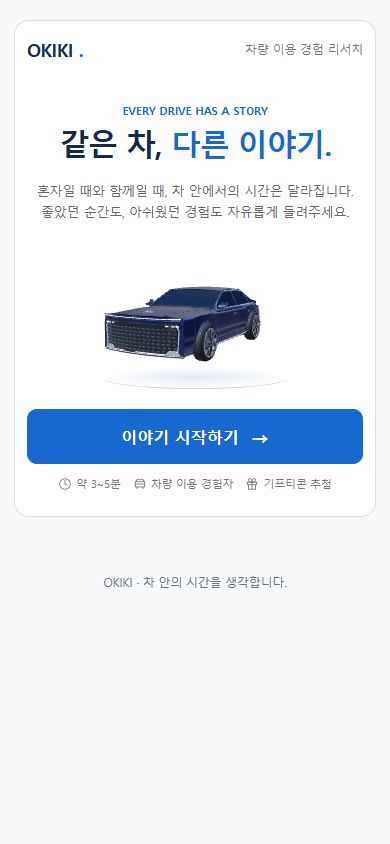 OKIKI .
차량 이용 경험 리서치
EVERY DRIVE HAS A STORY
같은 차, 다른 이야기.
혼자일 때와 함께일 때, 차 안에서의 시간은 달라집니다.
좋았던 순간도, 아쉬웠던 경험도 자유롭게 들려주세요.
이야기 시작하기 →
약 3~5분 차량 이용 경험자 기프티콘 추첨
OKIKI · 차 안의 시간을 생각합니다.